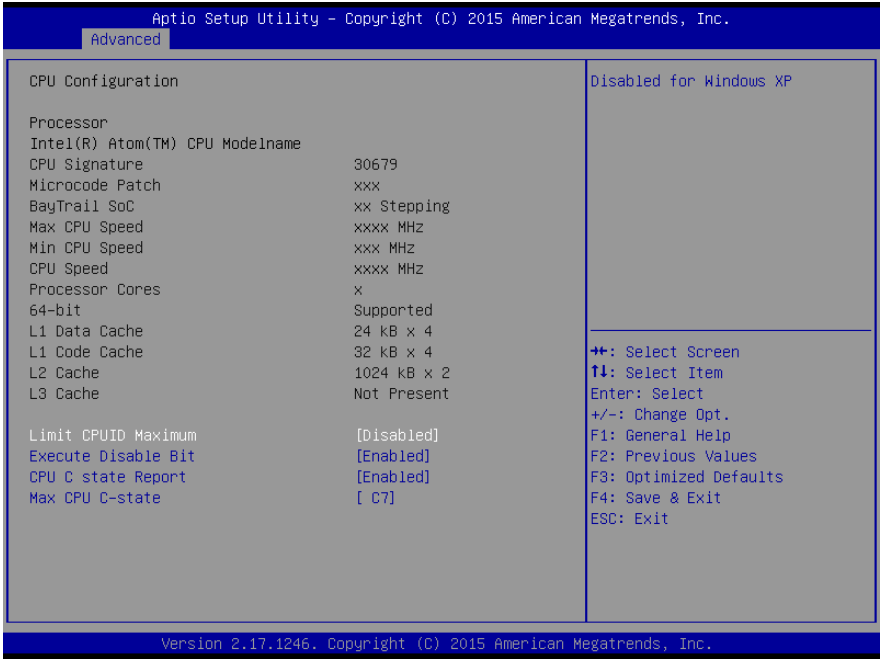 Aptio Setup Utility – Copyright (C) 2015 American Megatrends, Inc.
Advanced
CPU Configuration
Processor
Intel(R) Atom(TM) CPU Modelname
CPU Signature 30679
Microcode Patch xxx
BayTrail SoC xx Stepping
Max CPU Speed xxxx MHz
Min CPU Speed xxx MHz
CPU Speed xxxx MHz
Processor Cores x
64-bit Supported
L1 Data Cache 24 kB x 4
L1 Code Cache 32 kB x 4
L2 Cache 1024 kB x 2
L3 Cache Not Present
Limit CPUID Maximum [Disabled]
Execute Disable Bit [Enabled]
CPU C state Report [Enabled]
Max CPU C-state [ C7]
Disabled for Windows XP
→←: Select Screen
↑↓: Select Item
Enter: Select
+/-: Change Opt.
F1: General Help
F2: Previous Values
F3: Optimized Defaults
F4: Save & Exit
ESC: Exit
Version 2.17.1246. Copyright (C) 2015 American Megatrends, Inc.